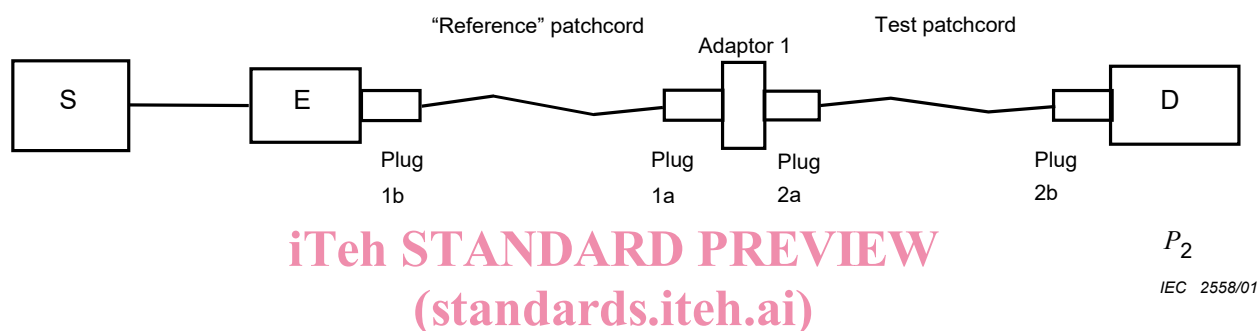 “Reference” patchcord
Test patchcord
Adaptor 1
S
E
D
Plug
1b
Plug
1a
Plug
2a
Plug
2b
iTeh STANDARD PREVIEW
(standards.iteh.ai)
P2
IEC 2558/01